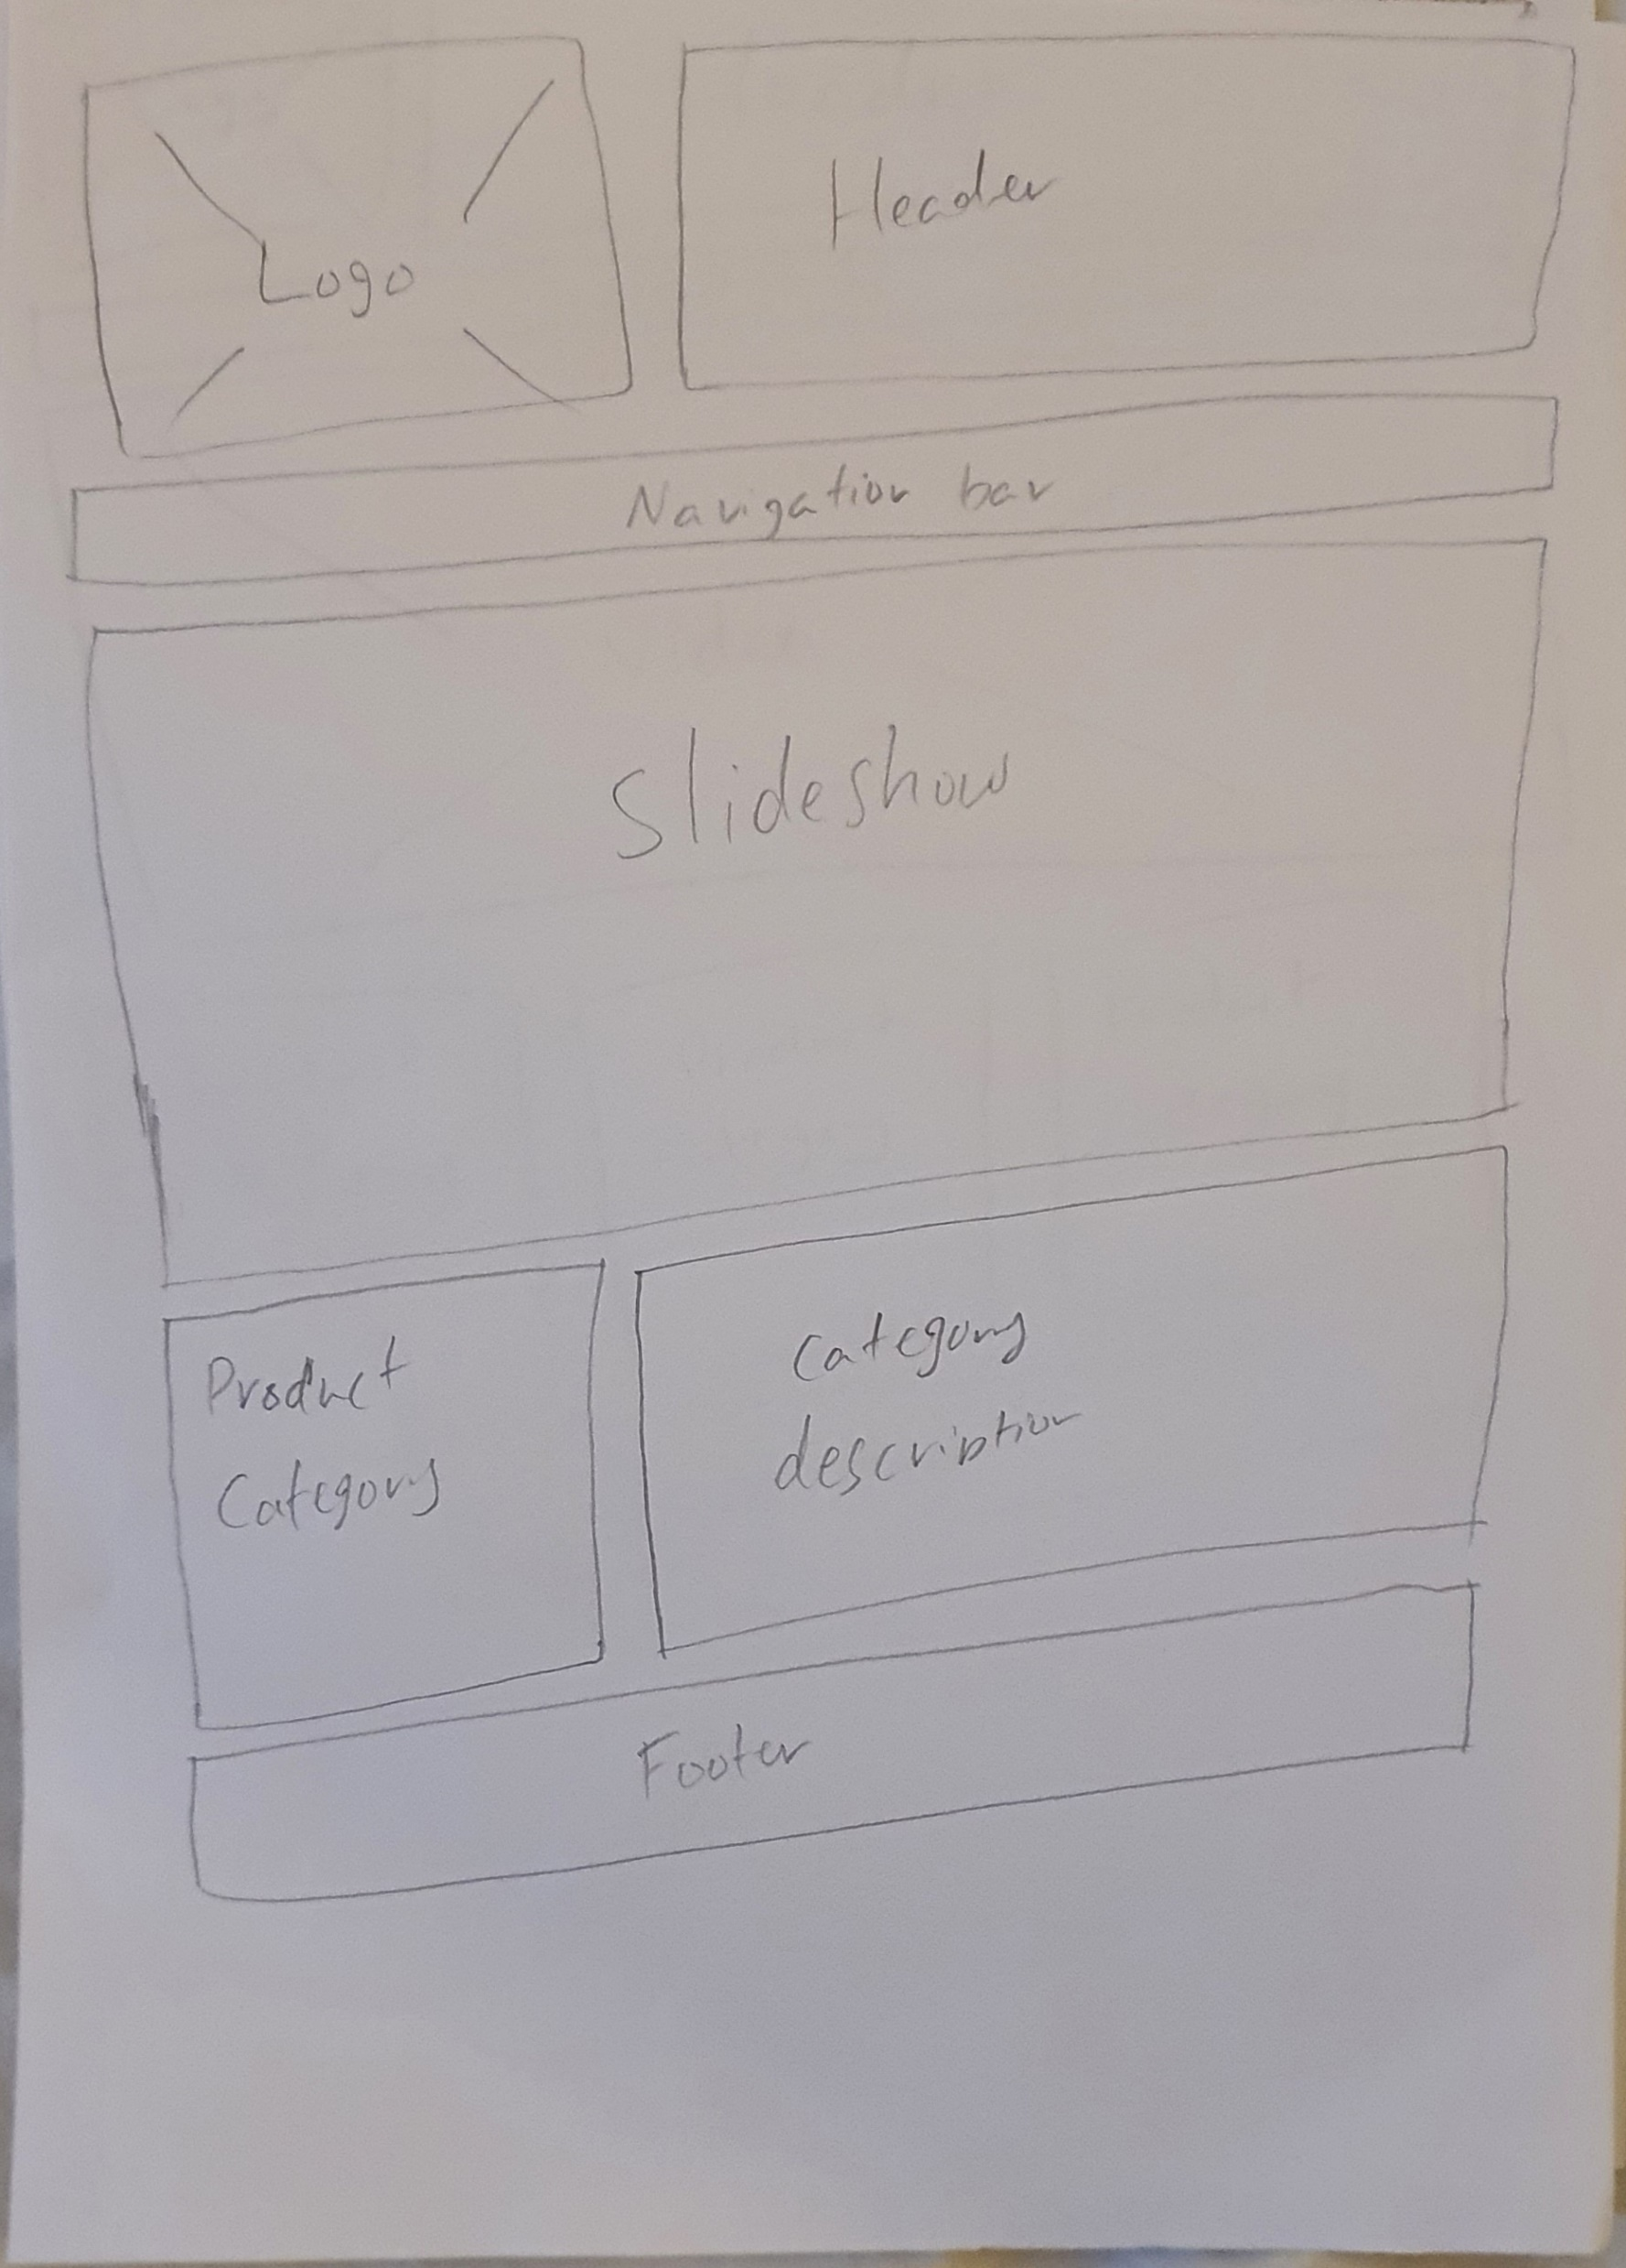 Logo
Header
Navigation bar
Slideshow
Product
Category
Category
description
Footer